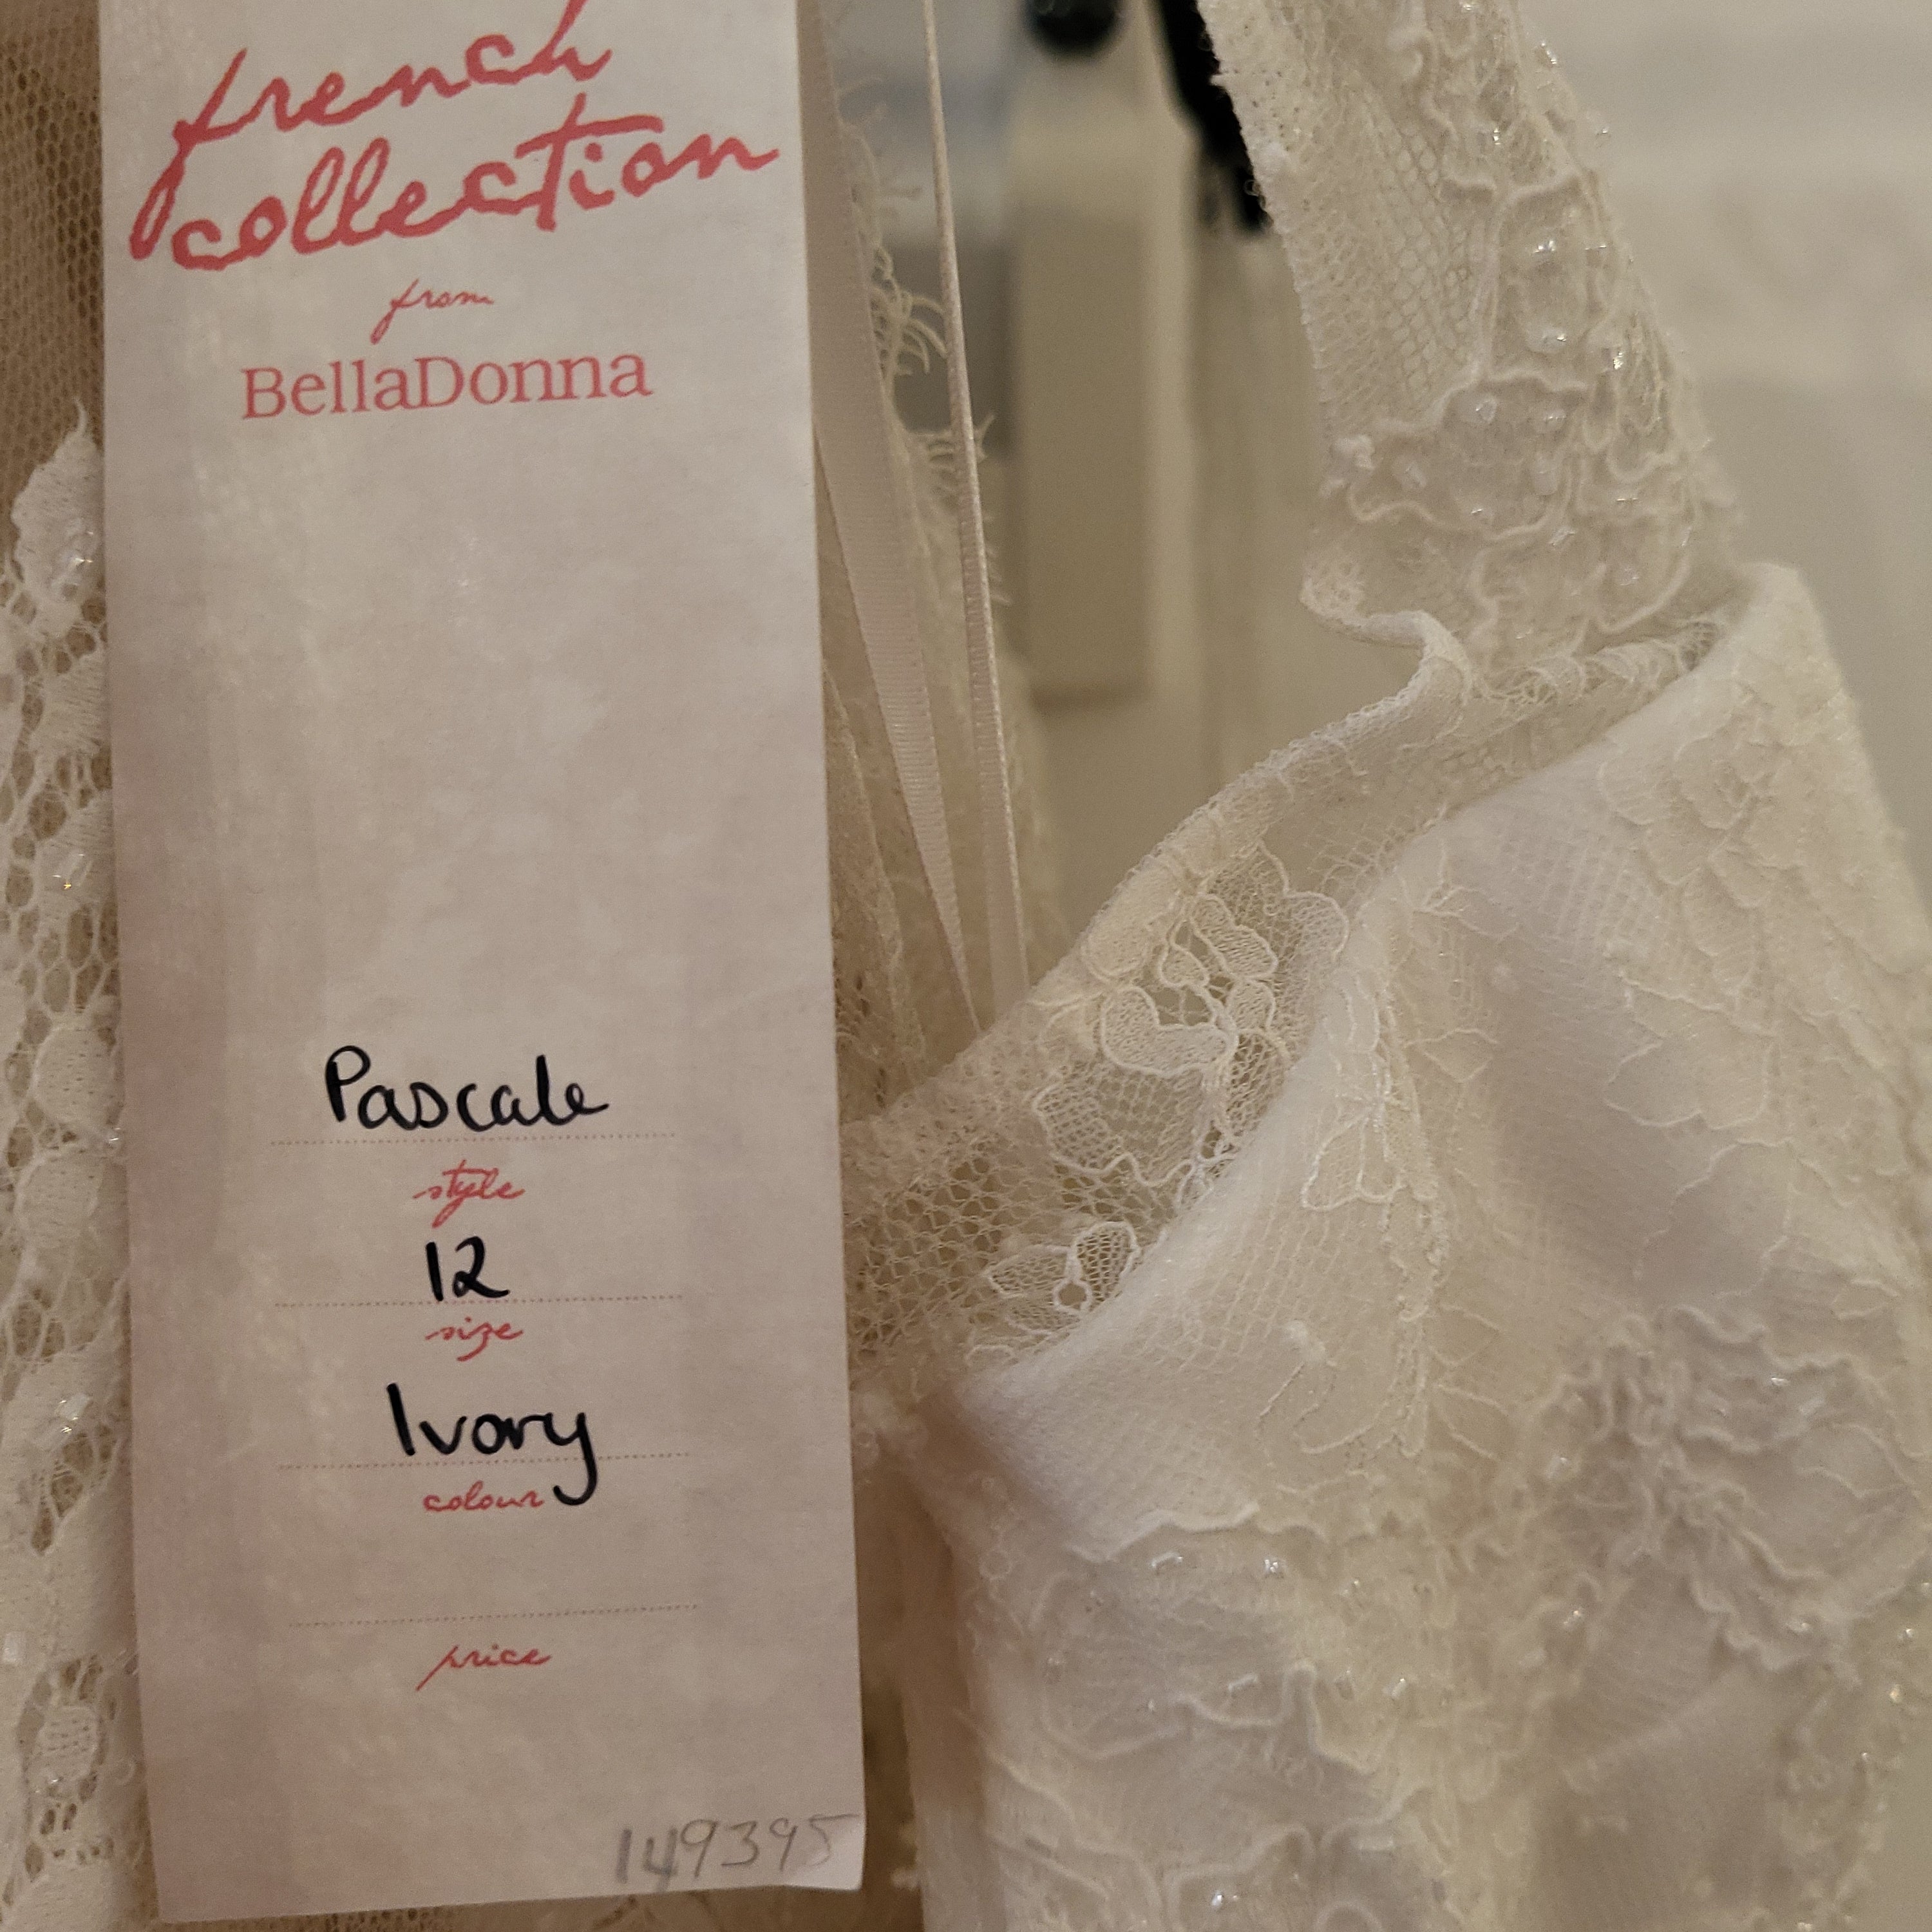 french
collection
from
BellaDonna
Pascale
style
12
size
Ivory
colour
price
149395